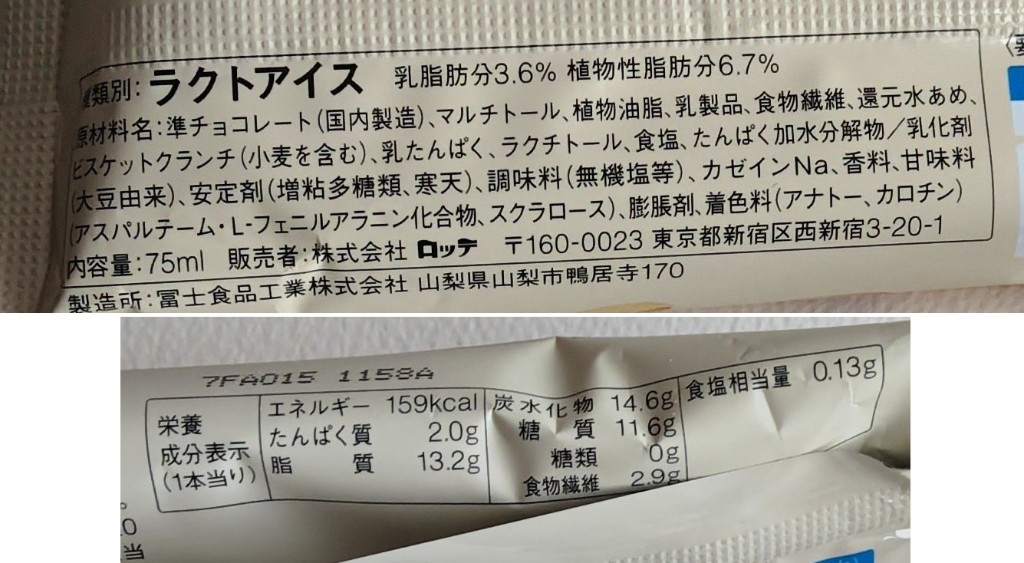 種類別:ラクトアイス 乳脂肪分3.6% 植物性脂肪分6.7%
原材料名:準チョコレート(国内製造)、マルチトール、植物油脂、乳製品、食物繊維、還元水あめ、
ビスケットクランチ(小麦を含む)、乳たんぱく、ラクチトール、食塩、たんぱく加水分解物/乳化剤
(大豆由来)、安定剤(増粘多糖類、寒天)、調味料(無機塩等)、カゼインNa、香料、甘味料
(アスパルテーム・L-フェニルアラニン化合物、スクラロース)、膨脹剤、着色料(アナトー、カロチン)
内容量:75ml 販売者:株式会社 ロッテ 〒160-0023 東京都新宿区西新宿3-20-1
製造所:冨士食品工業株式会社 山梨県山梨市鴨居寺170
7FA015 1158A
栄養
成分表示
(1本当り)
エネルギー 159kcal
たんぱく質 2.0g
脂質 13.2g
炭水化物 14.6g
糖質 11.6g
糖類 0g
食物繊維 2.9g
食塩相当量 0.13g
当